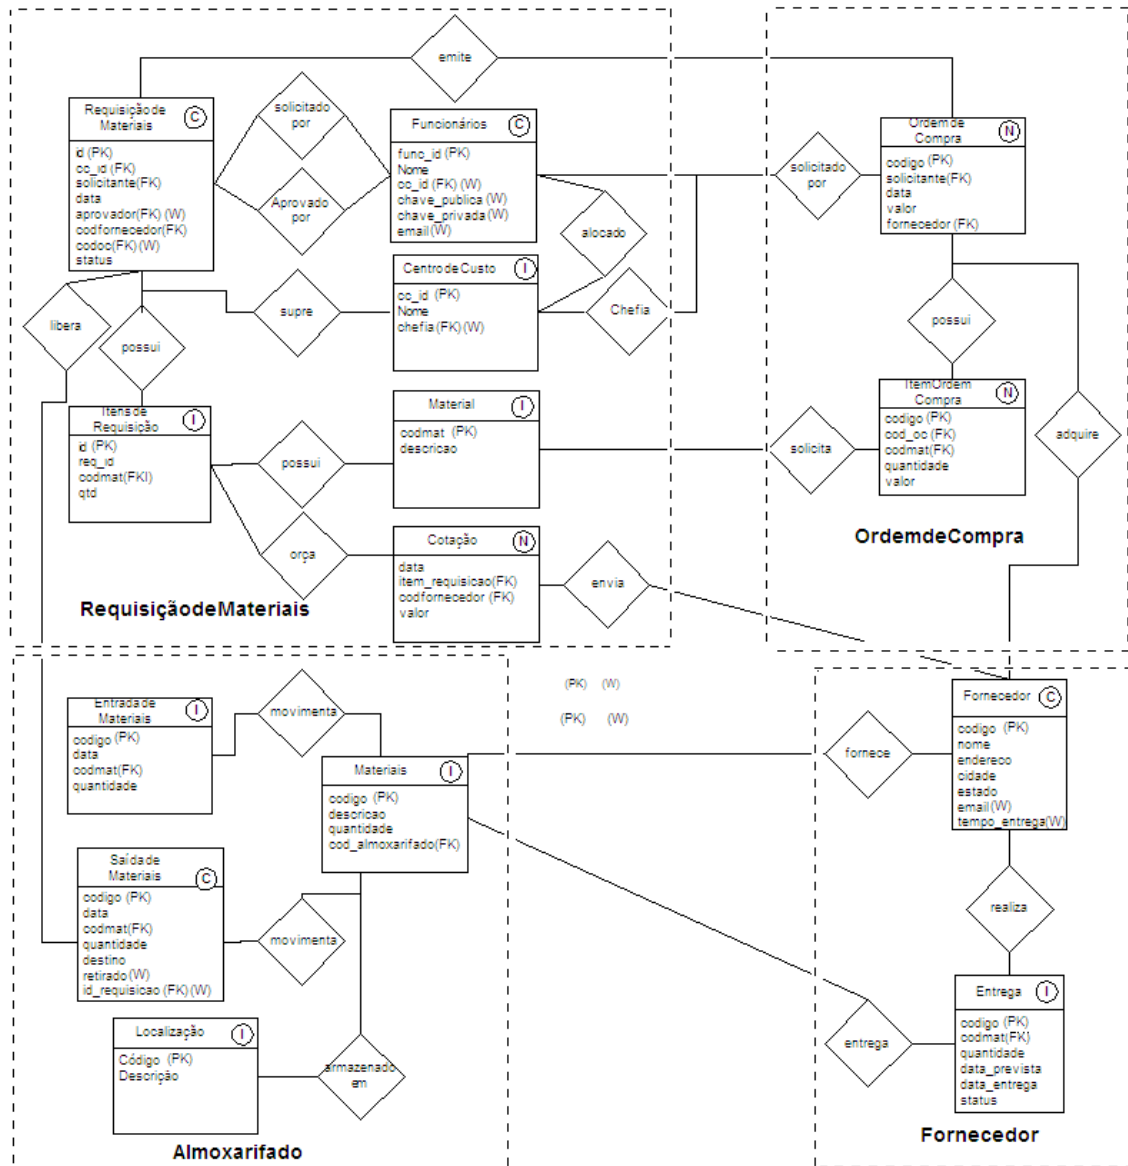 emite
Requisição de
Materiais
C
id (PK)
cc_id (FK)
solicitante(FK)
data
aprovador(FK)(W)
codfornecedor(FK)
codoc(FK)(W)
status
solicitado
por
Aprovado
por
Funcionários
C
func_id (PK)
Nome
cc_id (FK)(W)
chave_publica(W)
chave_privada(W)
email(W)
alocado
solicitado
por
Ordem de
Compra
N
codigo (PK)
solicitante(FK)
data
valor
fornecedor (FK)
libera
possui
supre
Centro de Custo
I
cc_id (PK)
Nome
chefia(FK)(W)
Chefia
possui
adquire
Itens de
Requisição
I
id (PK)
req_id
codmat(FKI)
qtd
possui
Material
I
codmat (PK)
descricao
solicita
Item Ordem
Compra
N
codigo (PK)
cod_oc(FK)
codmat(FK)
quantidade
valor
OrdemdeCompra
orça
Cotação
N
data
item_requisicao(FK)
codfornecedor (FK)
valor
envia
RequisiçãodeMateriais
Entrada de
Materiais
I
codigo (PK)
data
codmat(FK)
quantidade
movimenta
(PK) (W)
(PK) (W)
Materiais
I
codigo (PK)
descricao
quantidade
cod_almoxarifado(FK)
fornece
Fornecedor
C
codigo (PK)
nome
endereco
cidade
estado
email(W)
tempo_entrega(W)
Saída de
Materiais
C
codigo (PK)
data
codmat(FK)
quantidade
destino
retirado(W)
id_requisicao(FK)(W)
movimenta
realiza
Localização
I
Código (PK)
Descrição
armazenado
em
entrega
Entrega
I
codigo (PK)
codmat(FK)
quantidade
data_prevista
data_entrega
status
Almoxarifado
Fornecedor